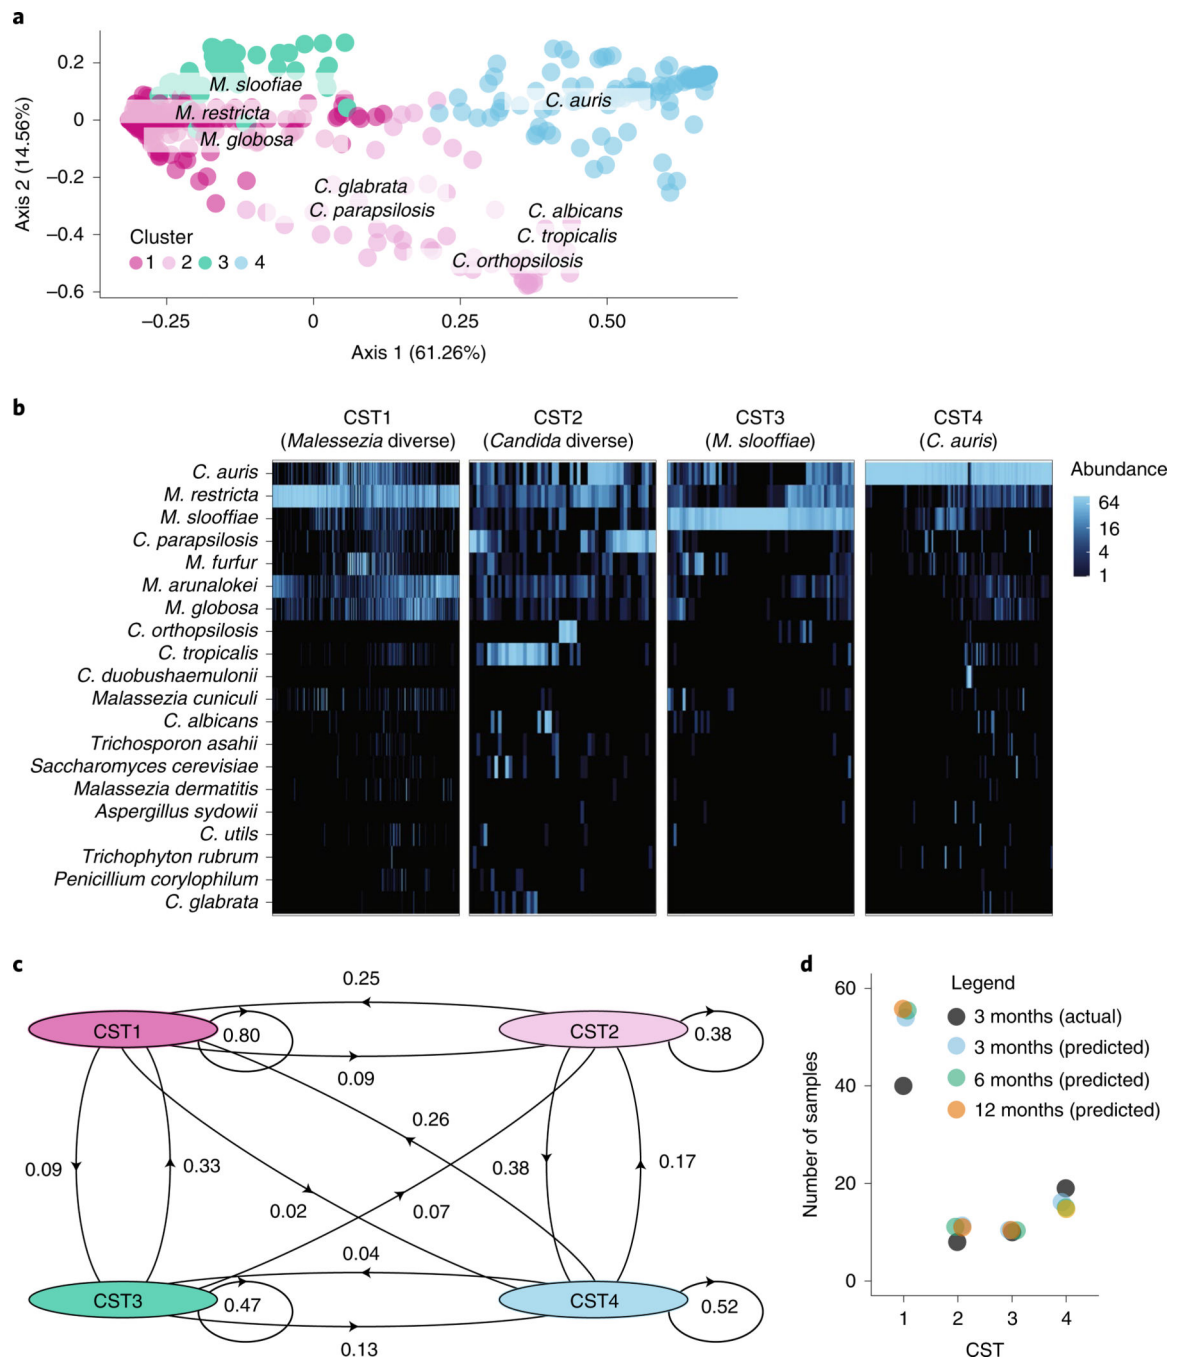 a
0.2
0
–0.2
–0.4
–0.6
Axis 2 (14.56%)
M. sloofiae
M. restricta
M. globosa
C. auris
C. glabrata
C. parapsilosis
C. albicans
C. tropicalis
C. orthopsilosis
Cluster
1 2 3 4
–0.25 0 0.25 0.50
Axis 1 (61.26%)
b
CST1 CST2 CST3 CST4
(Malessezia diverse) (Candida diverse) (M. slooffiae) (C. auris)
C. auris
M. restricta
M. slooffiae
C. parapsilosis
M. furfur
M. arunalokei
M. globosa
C. orthopsilosis
C. tropicalis
C. duobushaemulonii
Malassezia cuniculi
C. albicans
Trichosporon asahii
Saccharomyces cerevisiae
Malassezia dermatitis
Aspergillus sydowii
C. utils
Trichophyton rubrum
Penicillium corylophilum
C. glabrata
Abundance
64
16
4
1
c
0.25
CST1 0.80 CST2 0.38
0.09
0.26
0.09 0.33 0.38 0.17
0.02 0.07
0.04
CST3 0.47 CST4 0.52
0.13
d
60
40
20
0
Number of samples
Legend
3 months (actual)
3 months (predicted)
6 months (predicted)
12 months (predicted)
1 2 3 4
CST